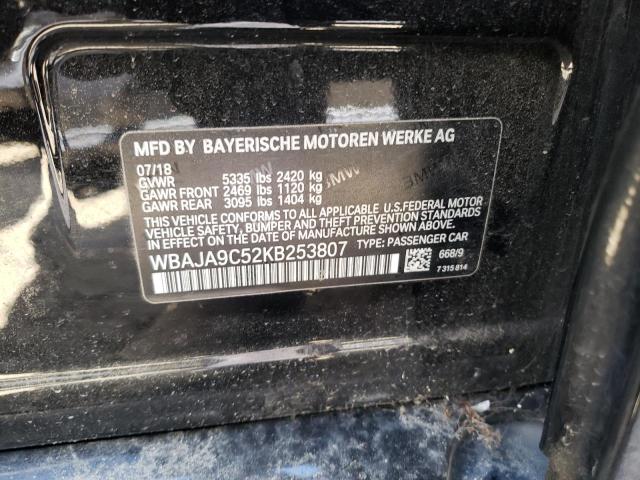 MFD BY BAYERISCHE MOTOREN WERKE AG
07/18
GVWR 5335 lbs 2420 kg
GAWR FRONT 2469 lbs 1120 kg
GAWR REAR 3095 lbs 1404 kg
THIS VEHICLE CONFORMS TO ALL APPLICABLE U.S.FEDERAL MOTOR
VEHICLE SAFETY, BUMPER AND THEFT PREVENTION STANDARDS
IN EFFECT ON THE DATE OF MANUFACTURE SHOWN ABOVE.
WBAJA9C52KB253807 TYPE: PASSENGER CAR
668/9
7 315 814
BMW
BMW